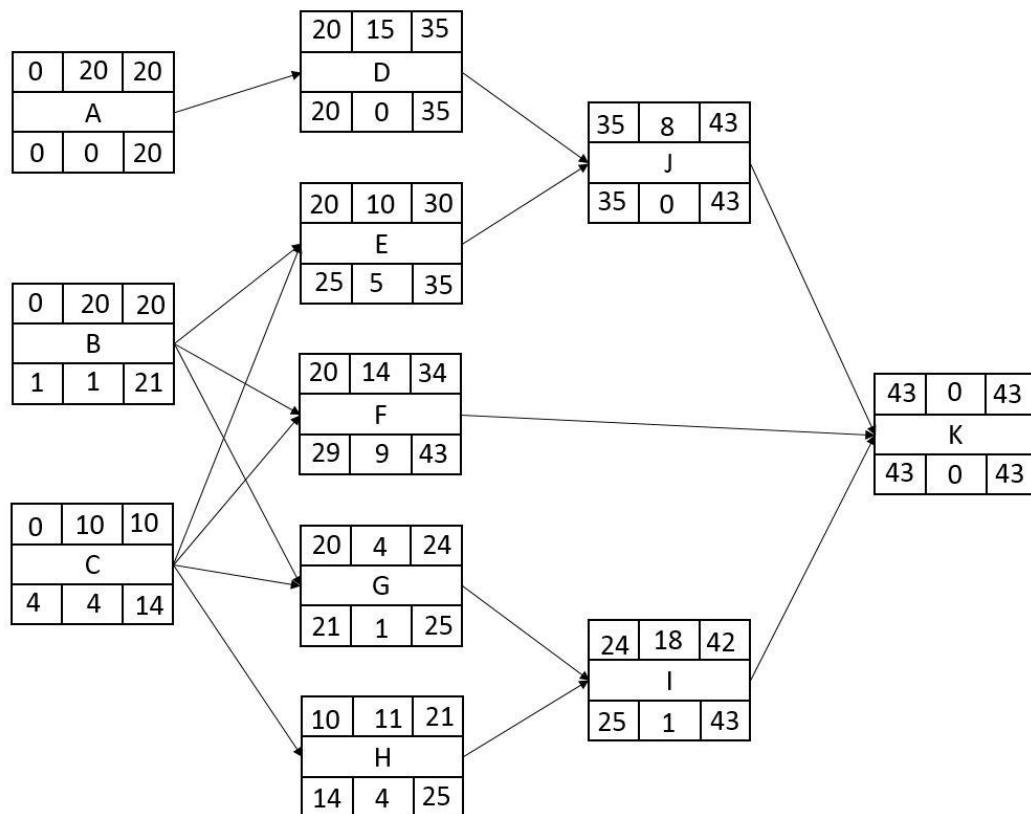 0 20 20
A
0 0 20
0 20 20
B
1 1 21
0 10 10
C
4 4 14
20 15 35
D
20 0 35
20 10 30
E
25 5 35
20 14 34
F
29 9 43
20 4 24
G
21 1 25
10 11 21
H
14 4 25
35 8 43
J
35 0 43
24 18 42
I
25 1 43
43 0 43
K
43 0 43